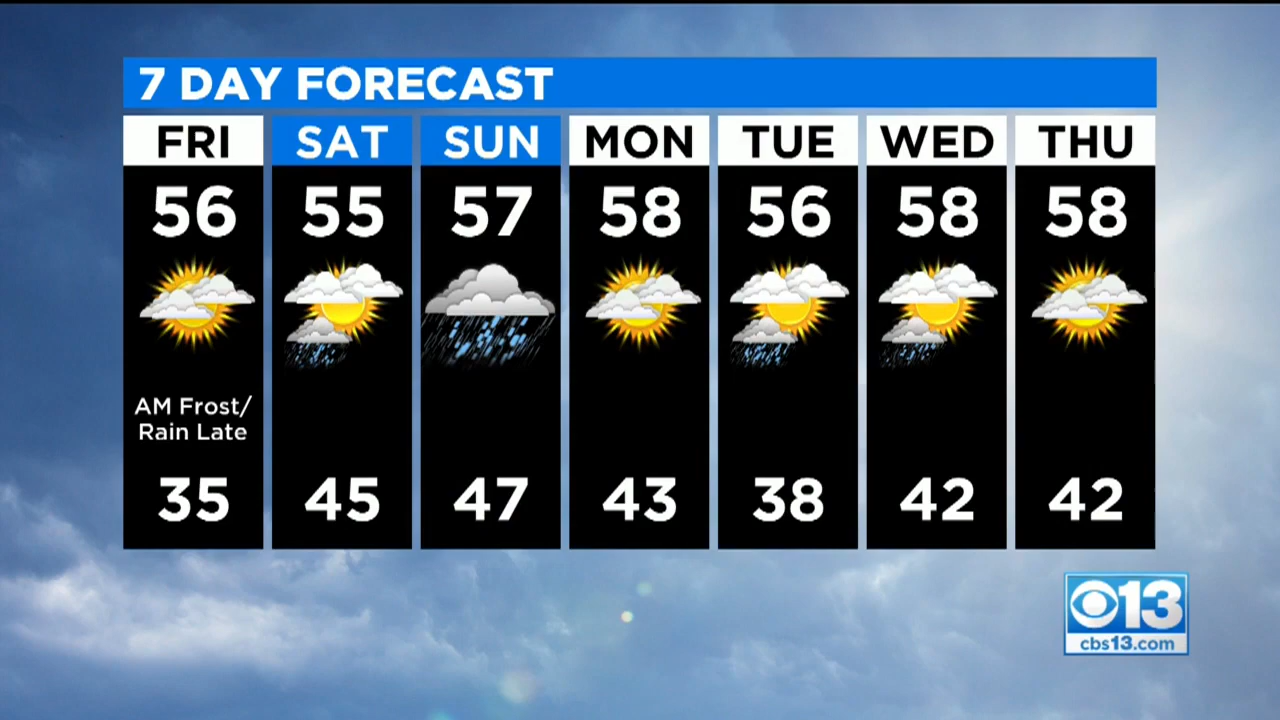 7 DAY FORECAST
FRI SAT SUN MON TUE WED THU
56 55 57 58 56 58 58
AM Frost/
Rain Late
35 45 47 43 38 42 42
13
cbs13.com